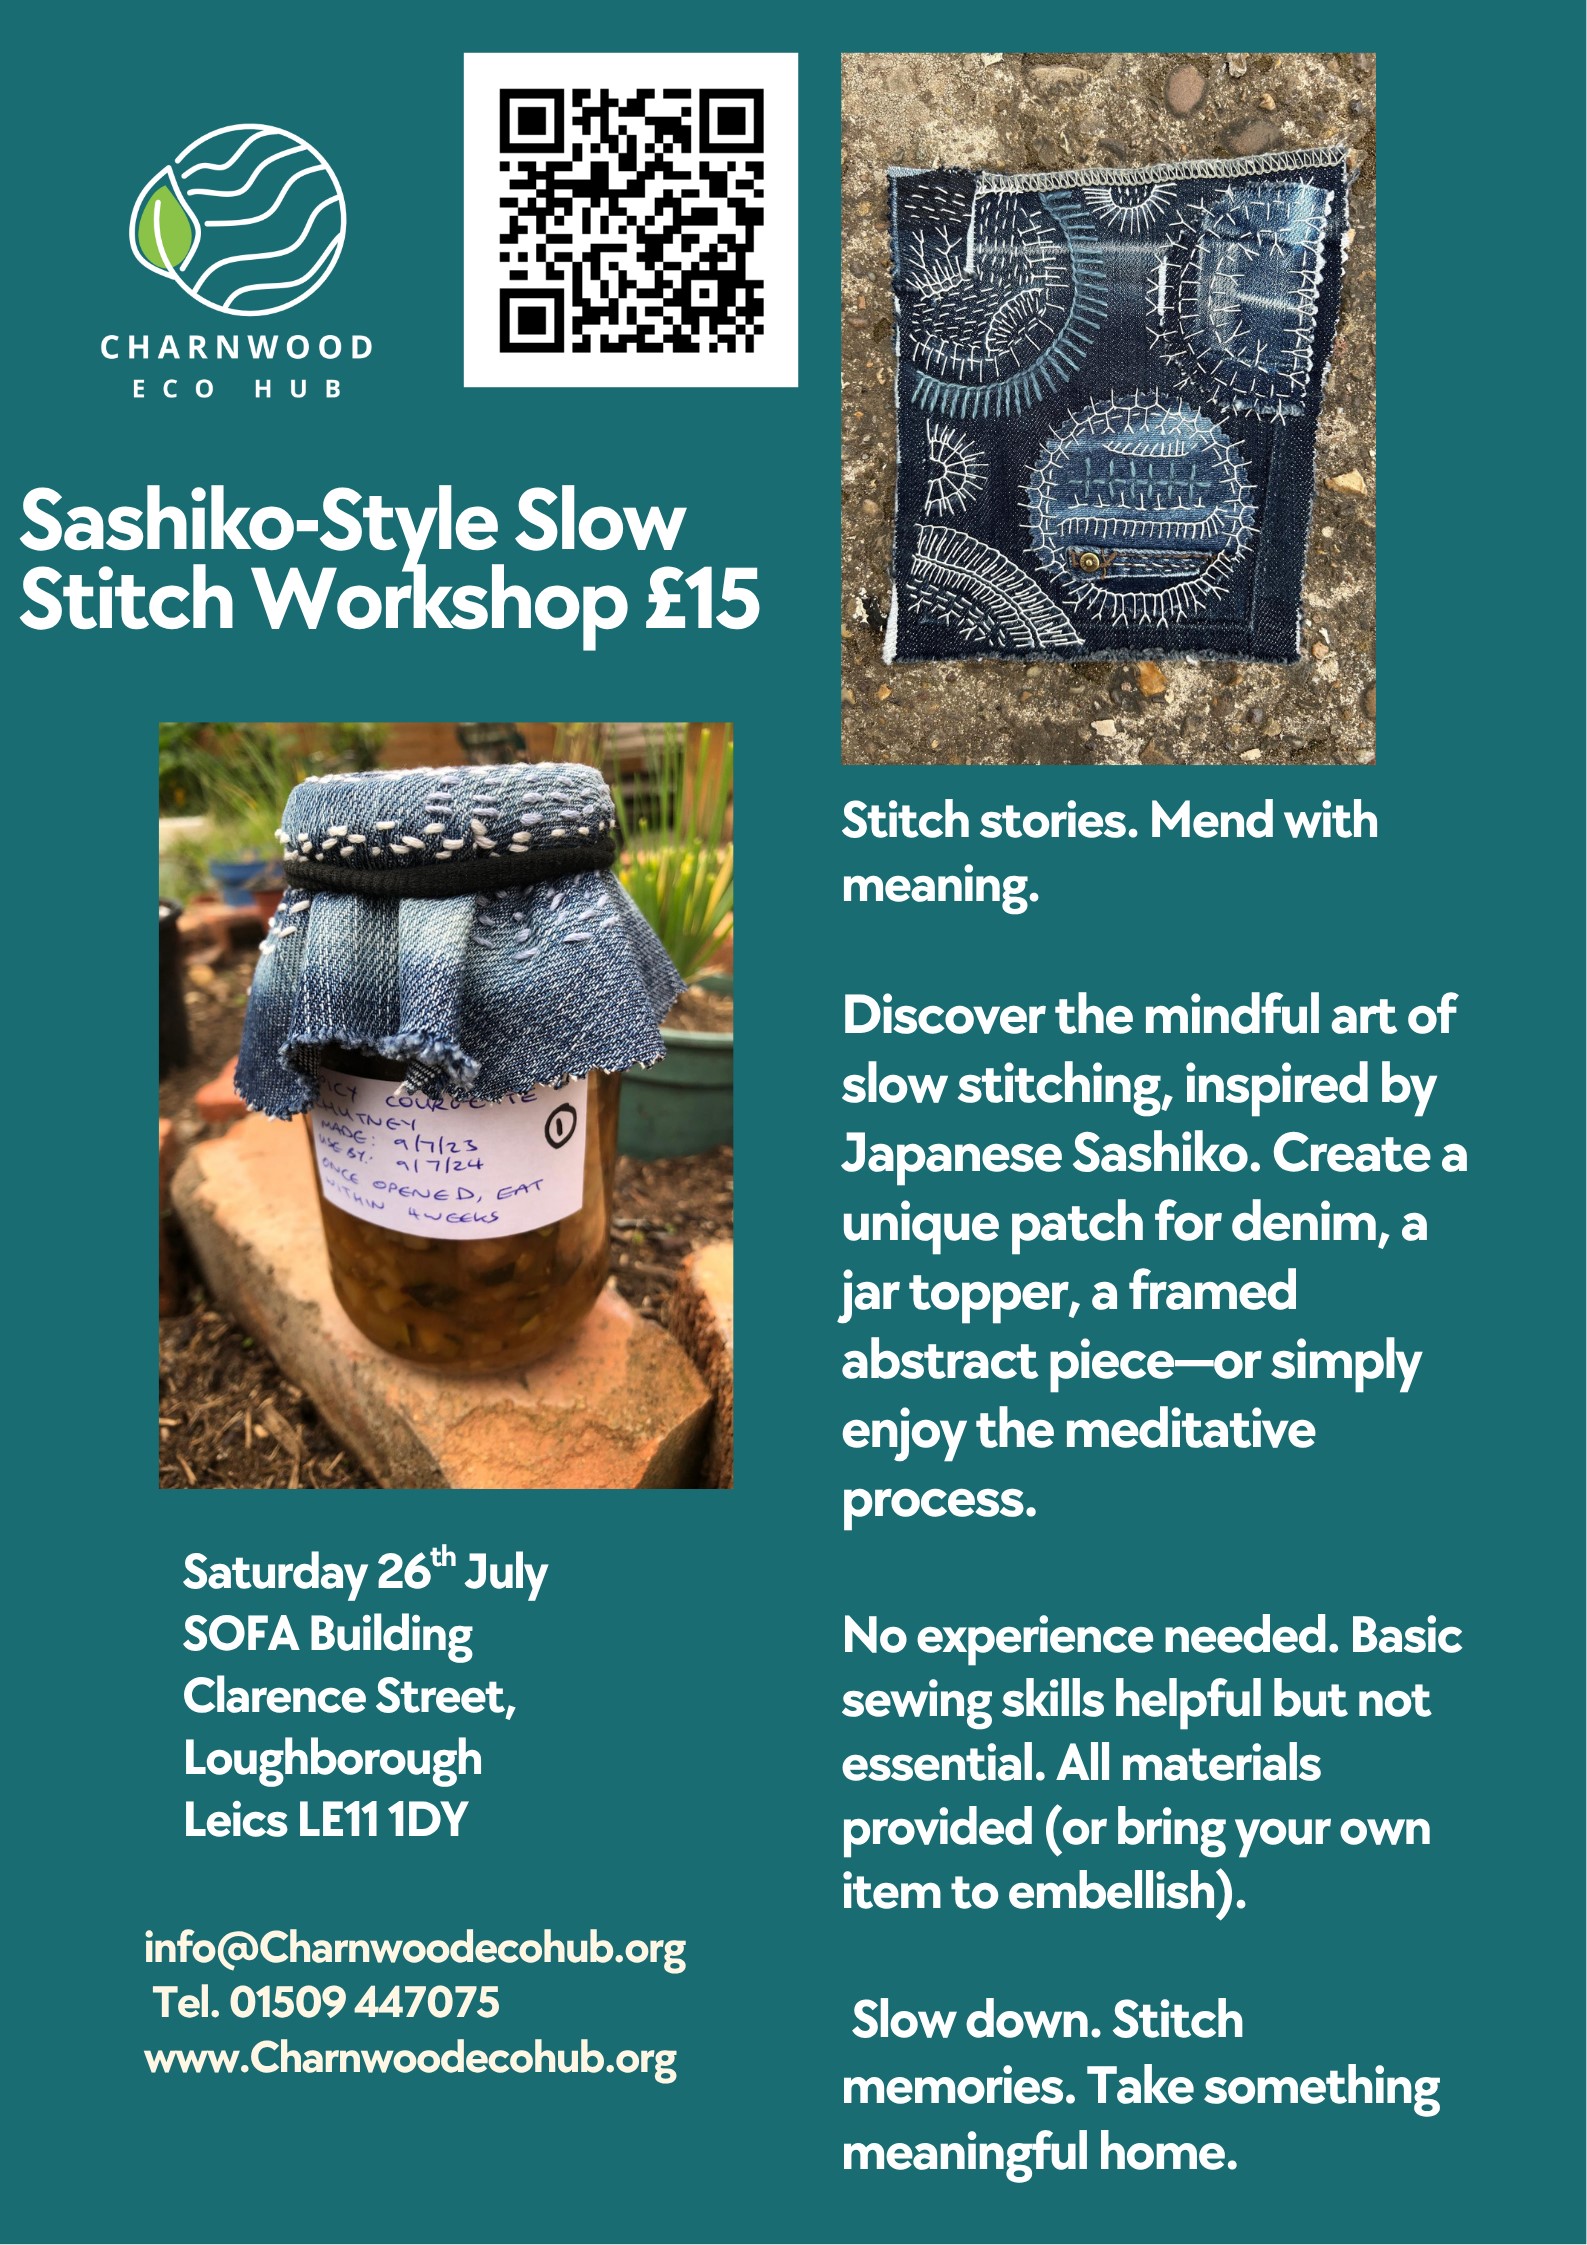 CHARNWOOD
ECO HUB
Sashiko-Style Slow
Stitch Workshop £15
COURGETTE
CHUTNEY
MADE: 9/7/23
USE BY: 9/7/24
ONCE OPENED, EAT
WITHIN 4 WEEKS
1
Saturday 26th July
SOFA Building
Clarence Street,
Loughborough
Leics LE11 1DY
info@Charnwoodecohub.org
Tel. 01509 447075
www.Charnwoodecohub.org
Stitch stories. Mend with
meaning.
Discover the mindful art of
slow stitching, inspired by
Japanese Sashiko. Create a
unique patch for denim, a
jar topper, a framed
abstract piece—or simply
enjoy the meditative
process.
No experience needed. Basic
sewing skills helpful but not
essential. All materials
provided (or bring your own
item to embellish).
Slow down. Stitch
memories. Take something
meaningful home.